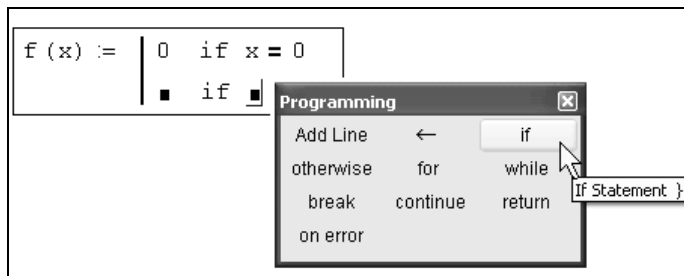 f (x) := 0 if x = 0
▪ if ▪
Programming
Add Line ← if
otherwise for while
break continue return
on error
If Statement }